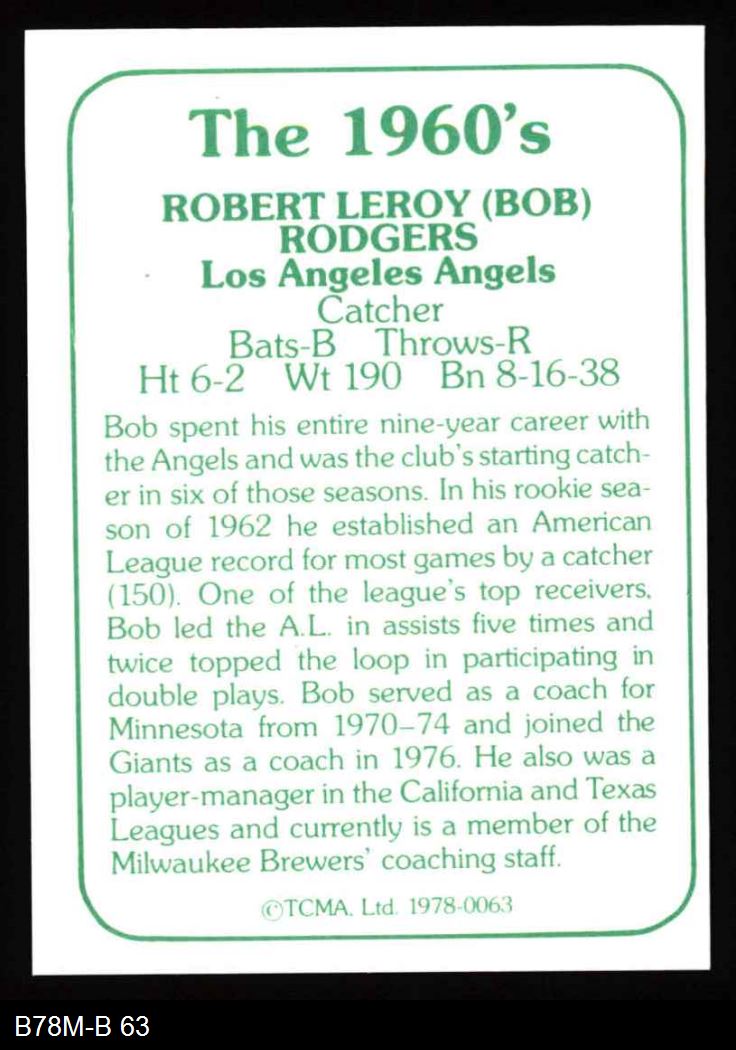 The 1960's
ROBERT LEROY (BOB)
RODGERS
Los Angeles Angels
Catcher
Bats-B Throws-R
Ht 6-2 Wt 190 Bn 8-16-38
Bob spent his entire nine-year career with
the Angels and was the club's starting catch-
er in six of those seasons. In his rookie sea-
son of 1962 he established an American
League record for most games by a catcher
(150). One of the league's top receivers,
Bob led the A.L. in assists five times and
twice topped the loop in participating in
double plays. Bob served as a coach for
Minnesota from 1970–74 and joined the
Giants as a coach in 1976. He also was a
player-manager in the California and Texas
Leagues and currently is a member of the
Milwaukee Brewers' coaching staff.
©TCMA, Ltd. 1978-0063
B78M-B 63